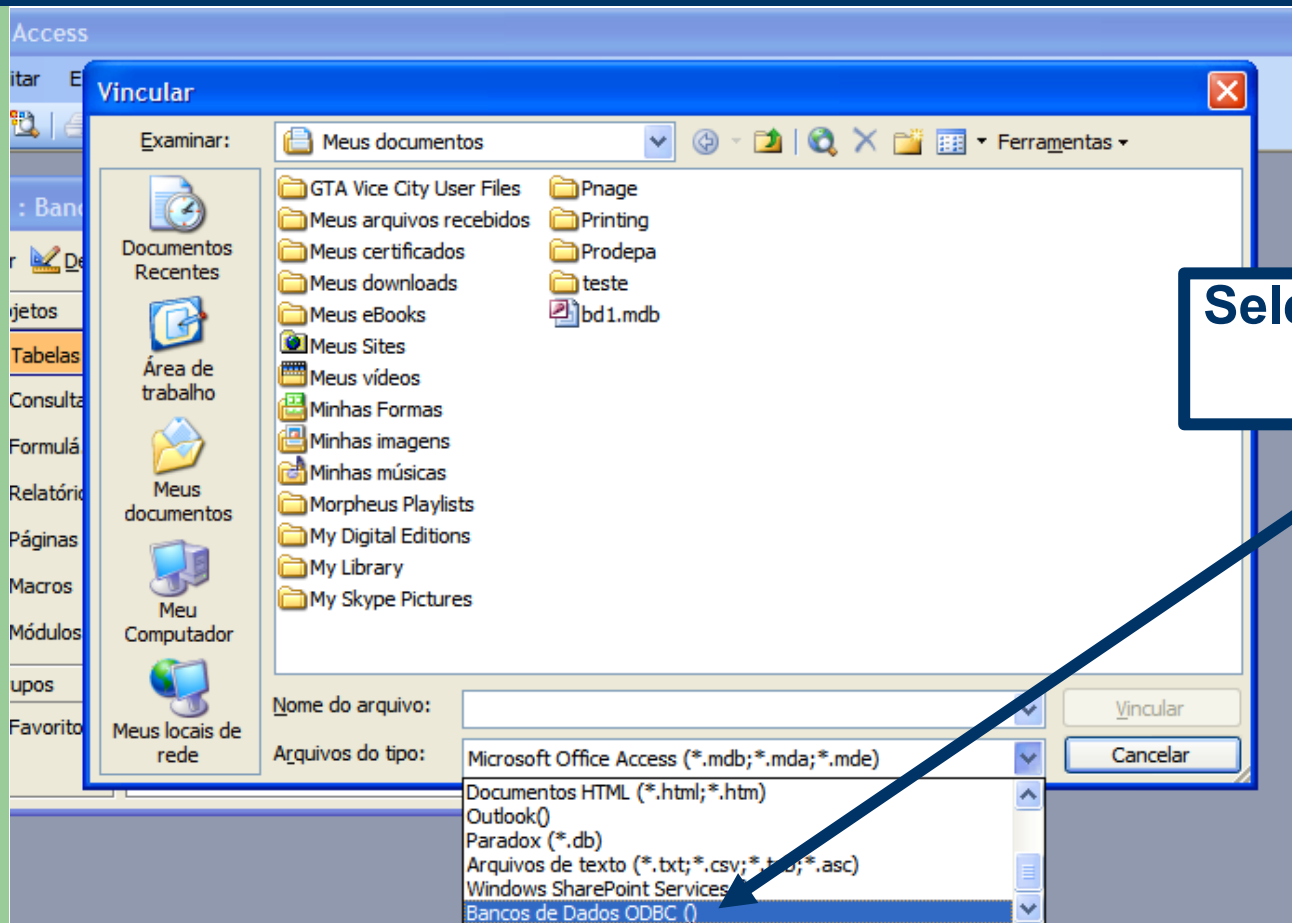 Access
itar E
Vincular
Examinar:
Meus documentos
Ferramentas
: Banc
r De
jetos
Tabelas
Consulta
Formulá
Relatório
Páginas
Macros
Módulos
upos
Favorito
Documentos
Recentes
Área de
trabalho
Meus
documentos
Meu
Computador
Meus locais de
rede
GTA Vice City User Files
Meus arquivos recebidos
Meus certificados
Meus downloads
Meus eBooks
Meus Sites
Meus vídeos
Minhas Formas
Minhas imagens
Minhas músicas
Morpheus Playlists
My Digital Editions
My Library
My Skype Pictures
Pnage
Printing
Prodepa
teste
bd1.mdb
Sele
Nome do arquivo:
Vincular
Arquivos do tipo:
Microsoft Office Access (*.mdb;*.mda;*.mde)
Cancelar
Documentos HTML (*.html;*.htm)
Outlook()
Paradox (*.db)
Arquivos de texto (*.txt;*.csv;*.tab;*.asc)
Windows SharePoint Services
Bancos de Dados ODBC ()